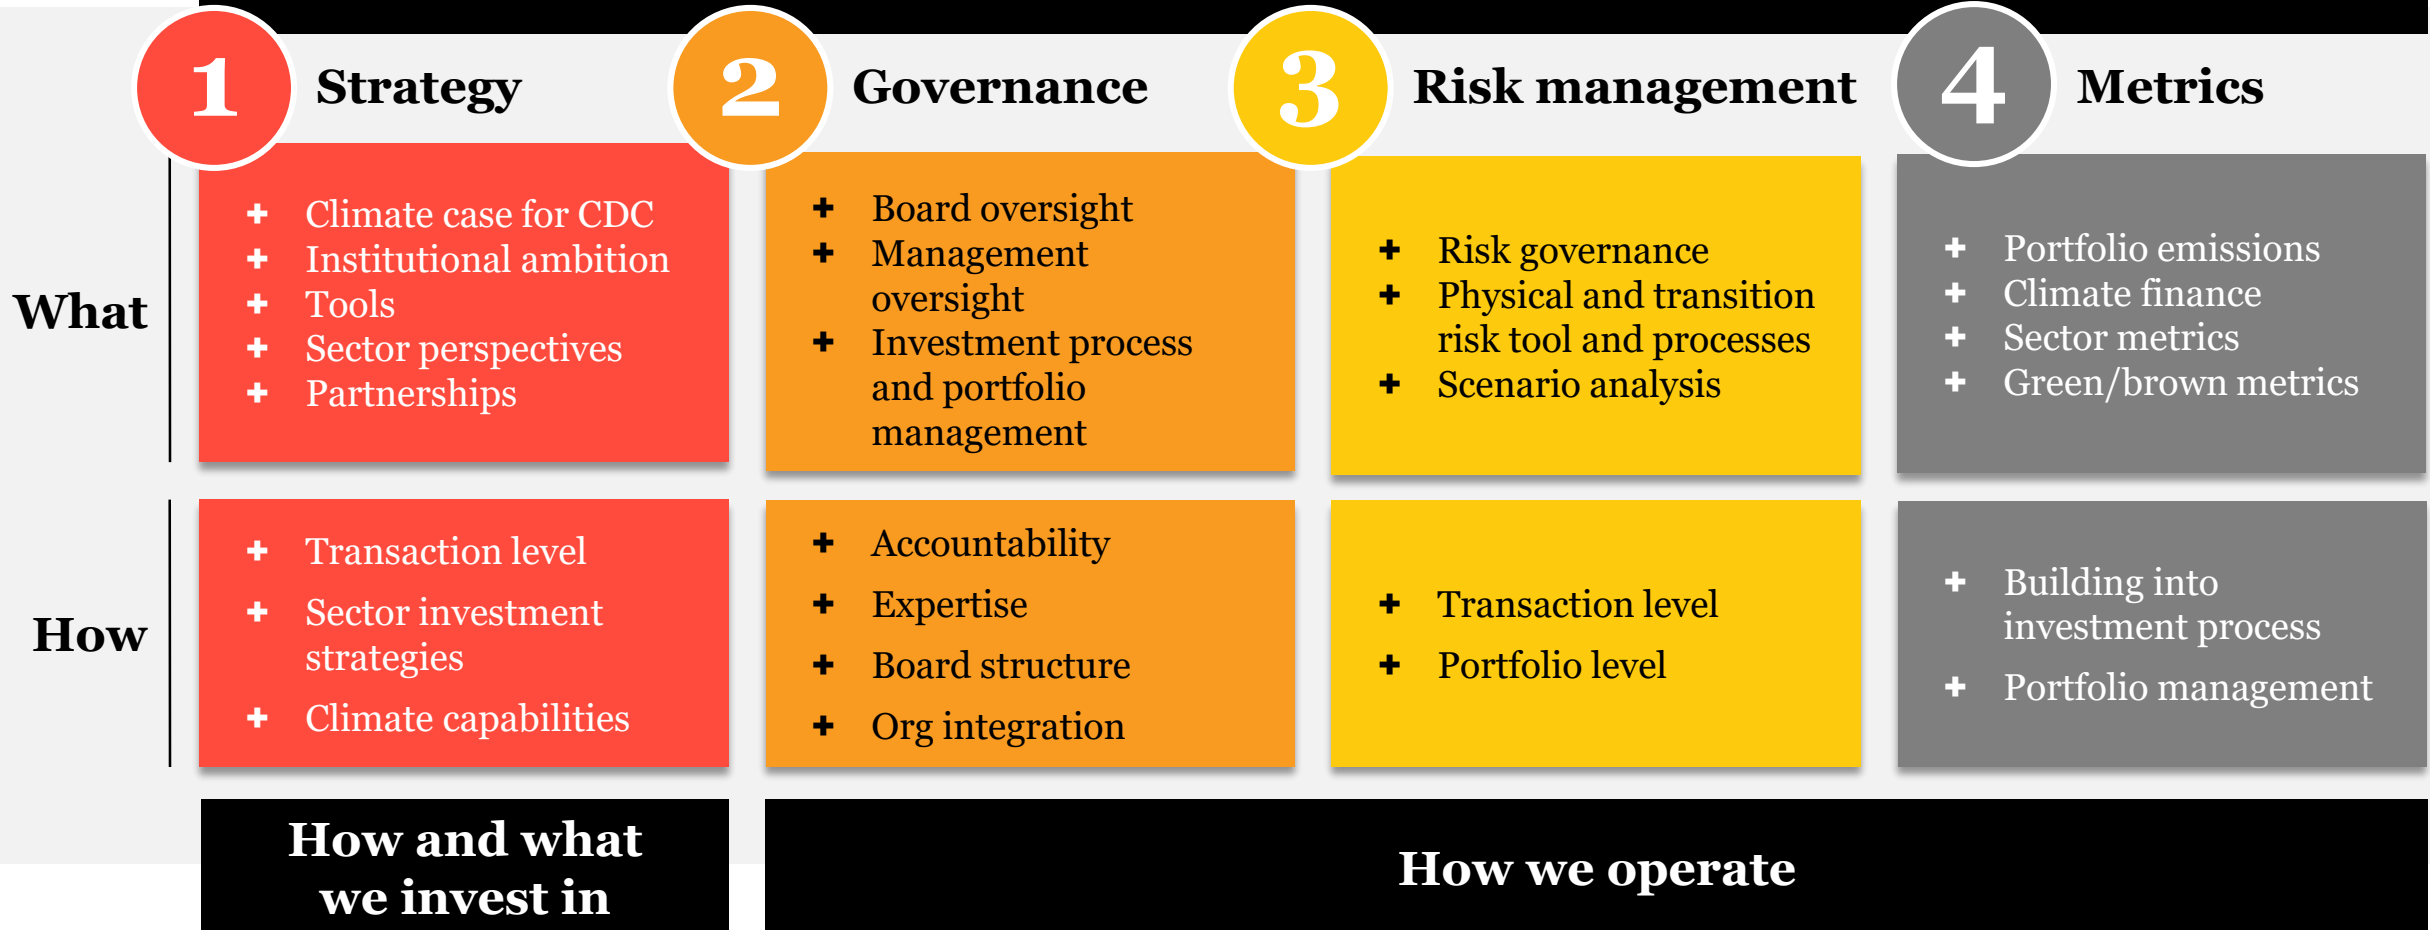 1 Strategy
2 Governance
3 Risk management
4 Metrics
What
+ Climate case for CDC
+ Institutional ambition
+ Tools
+ Sector perspectives
+ Partnerships
+ Board oversight
+ Management
oversight
+ Investment process
and portfolio
management
+ Risk governance
+ Physical and transition
risk tool and processes
+ Scenario analysis
+ Portfolio emissions
+ Climate finance
+ Sector metrics
+ Green/brown metrics
How
+ Transaction level
+ Sector investment
strategies
+ Climate capabilities
+ Accountability
+ Expertise
+ Board structure
+ Org integration
+ Transaction level
+ Portfolio level
+ Building into
investment process
+ Portfolio management
How and what
we invest in
How we operate